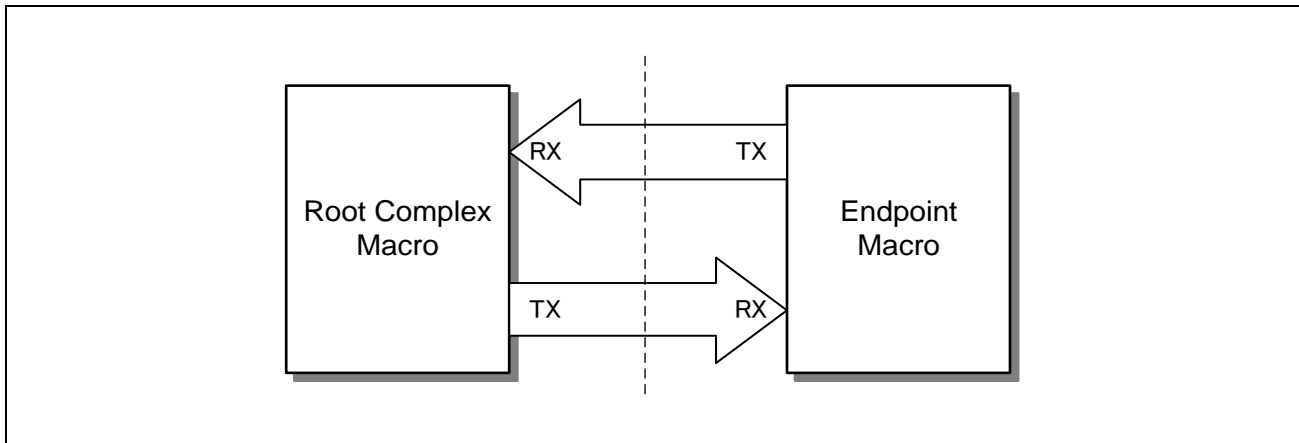 RX
TX
Root Complex
Macro
Endpoint
Macro
TX
RX